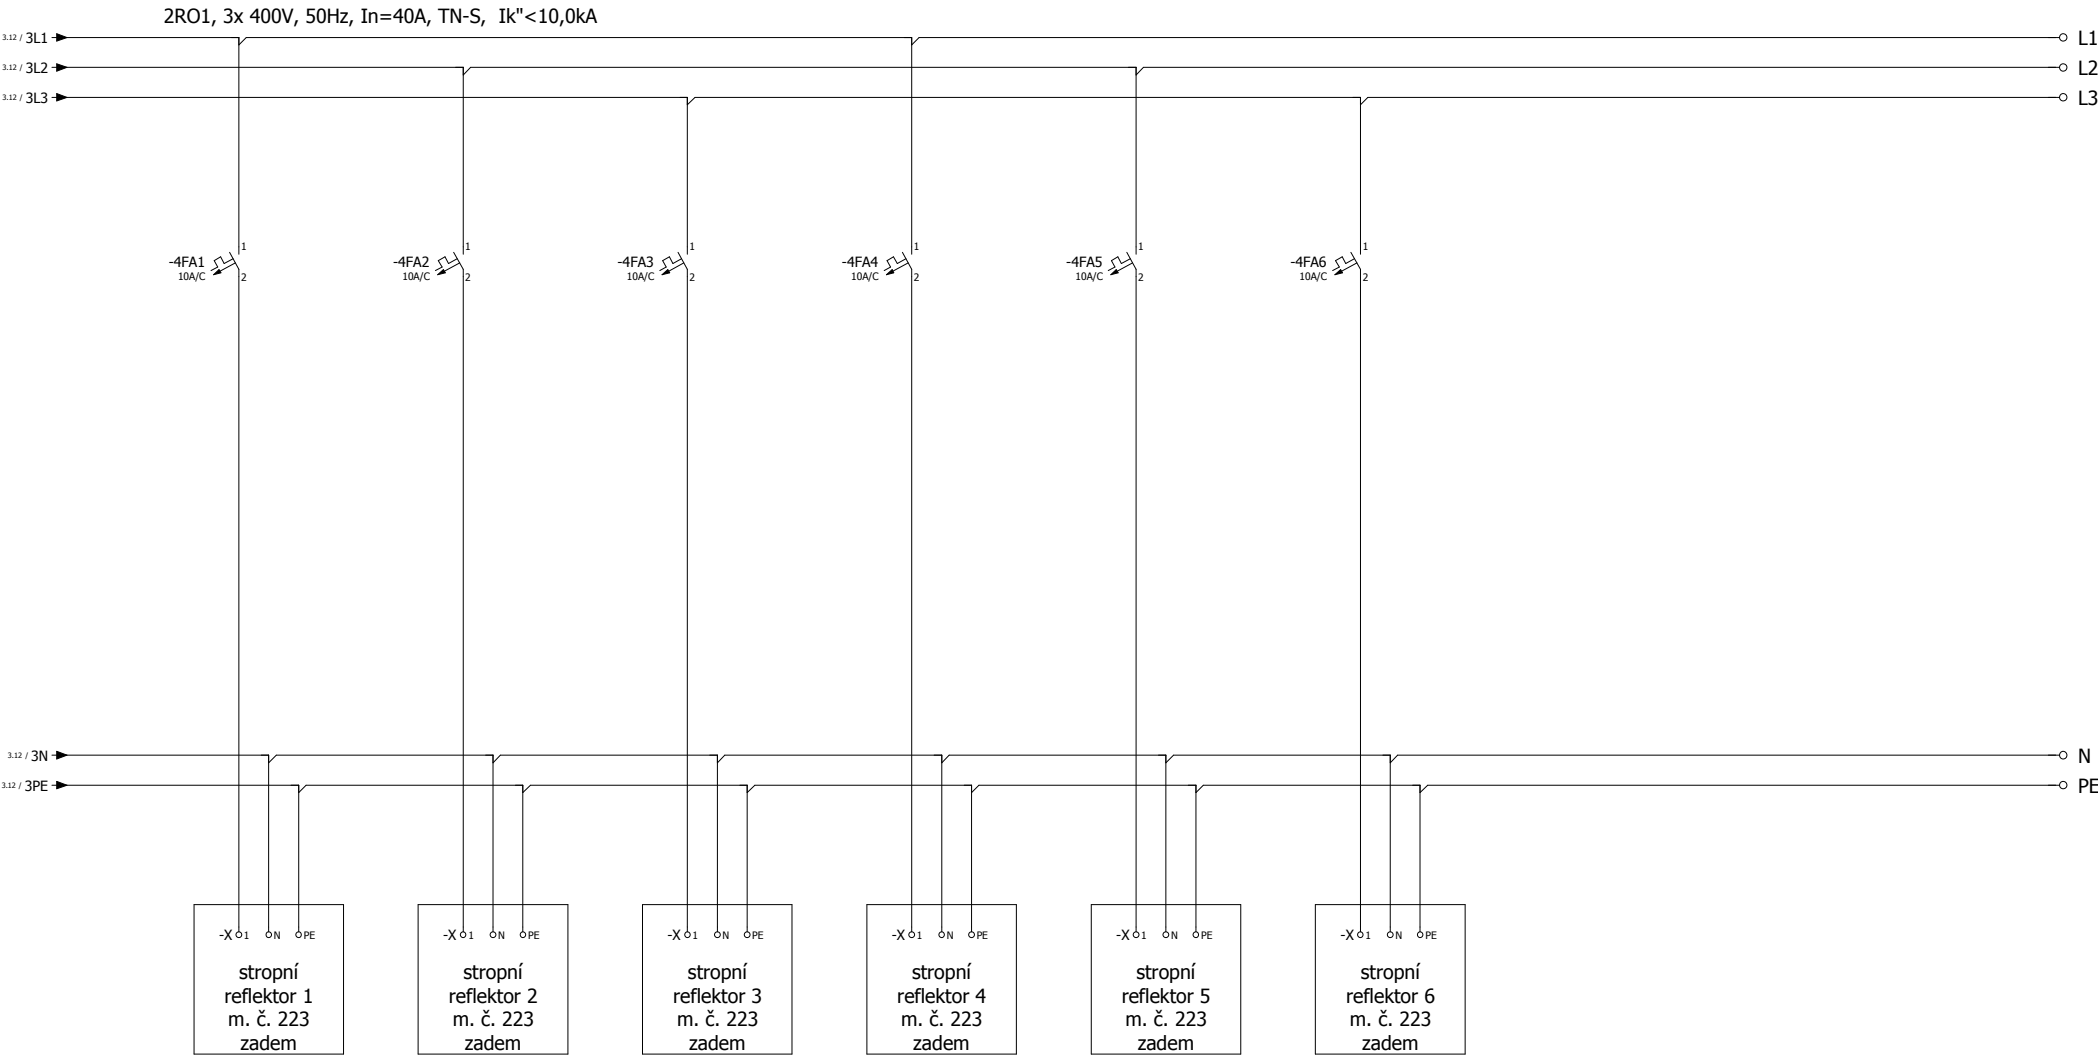 2RO1, 3x 400V, 50Hz, In=40A, TN-S, Ik"<10,0kA
3.12 / 3L1 L1
3.12 / 3L2 L2
3.12 / 3L3 L3
1 1 1 1 1 1
-4FA1 -4FA2 -4FA3 -4FA4 -4FA5 -4FA6
10A/C 10A/C 10A/C 10A/C 10A/C 10A/C
2 2 2 2 2 2
3.12 / 3N N
3.12 / 3PE PE
-X 1 N PE -X 1 N PE -X 1 N PE -X 1 N PE -X 1 N PE -X 1 N PE
stropní
reflektor 1
m. č. 223
zadem
stropní
reflektor 2
m. č. 223
zadem
stropní
reflektor 3
m. č. 223
zadem
stropní
reflektor 4
m. č. 223
zadem
stropní
reflektor 5
m. č. 223
zadem
stropní
reflektor 6
m. č. 223
zadem